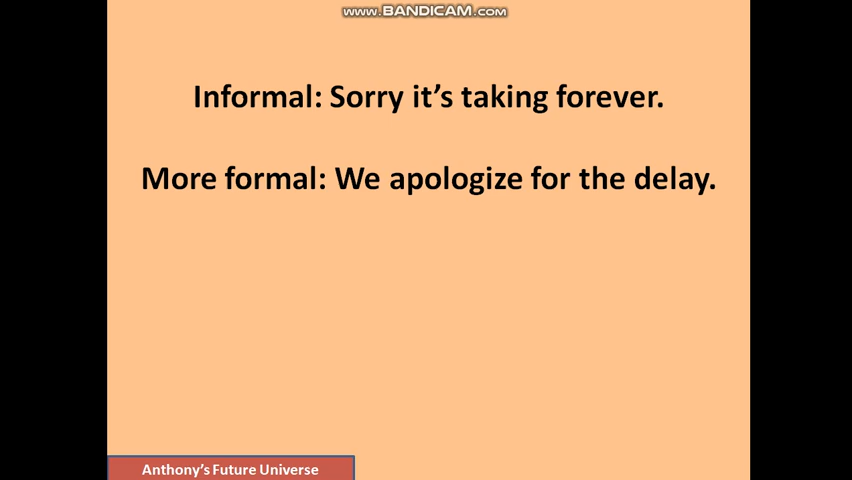 www.BANDICAM.com
Informal: Sorry it’s taking forever.
More formal: We apologize for the delay.
Anthony’s Future Universe